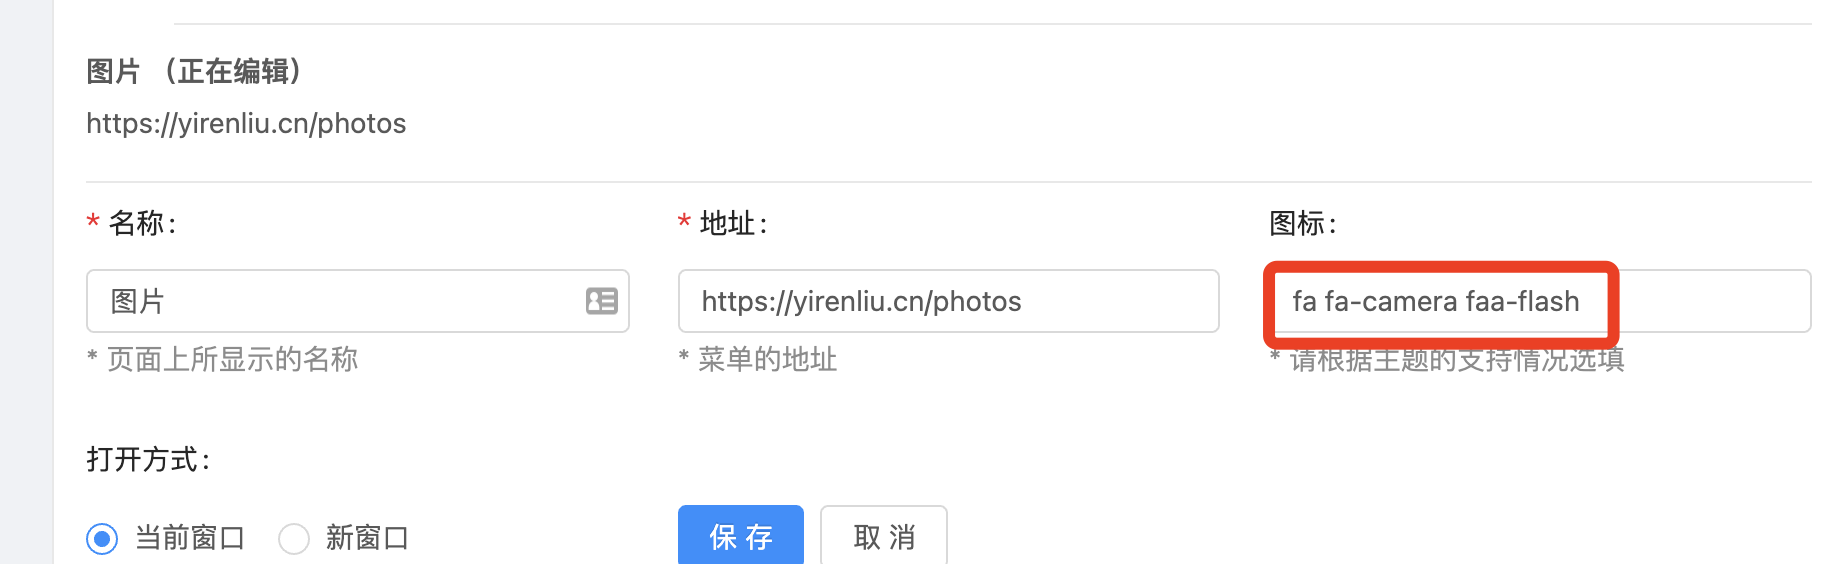 图片 （正在编辑）
https://yirenliu.cn/photos
* 名称:
* 地址:
图标:
图片
https://yirenliu.cn/photos
fa fa-camera faa-flash
* 页面上所显示的名称
* 菜单的地址
* 请根据主题的支持情况选填
打开方式:
当前窗口
新窗口
保 存
取 消